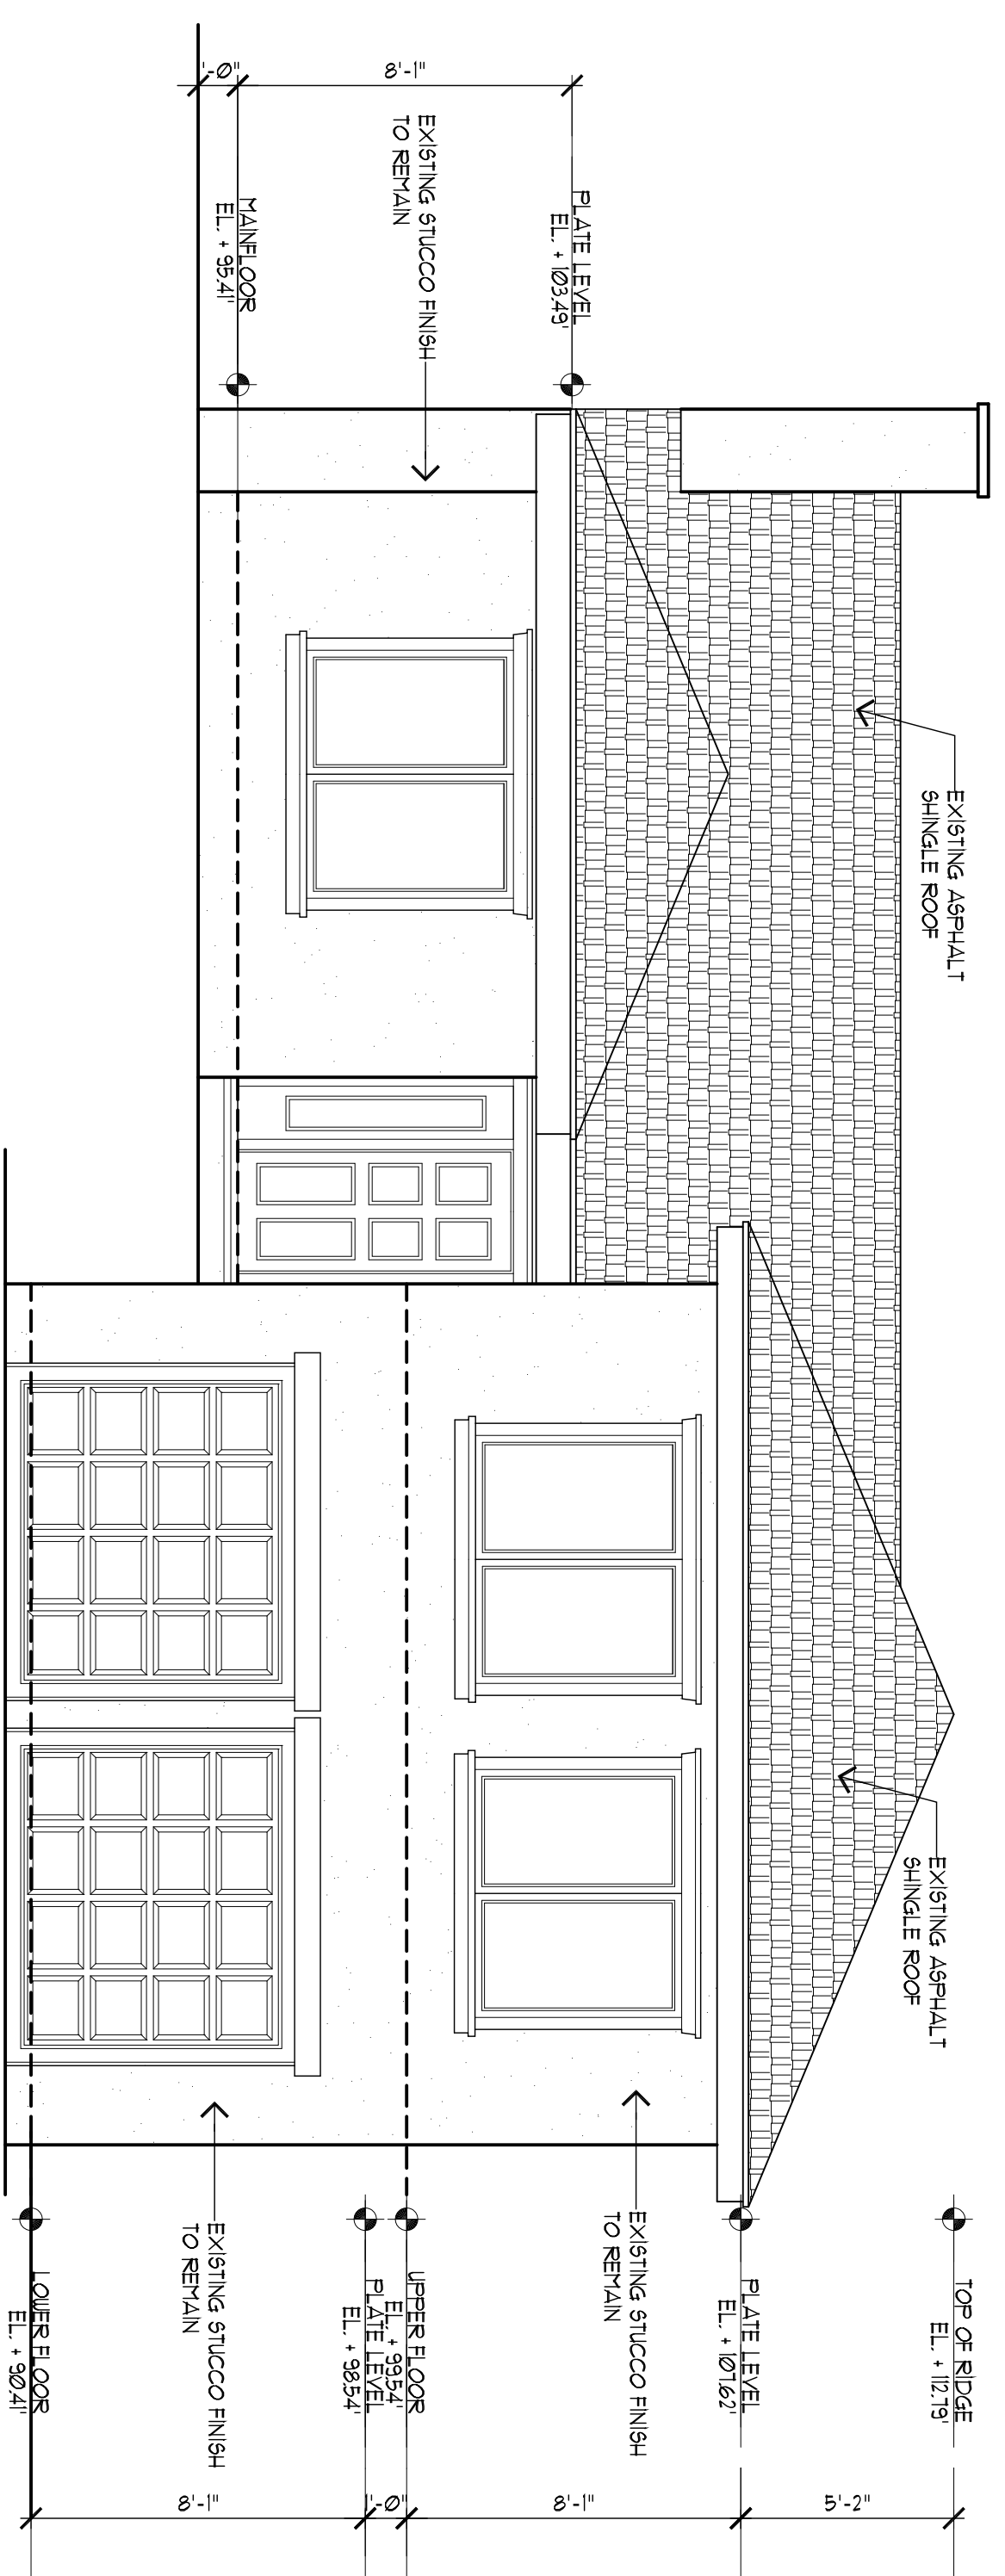 TOP OF RIDGE
EL. + 112.79'
5'-2"
EXISTING ASPHALT
SHINGLE ROOF
EXISTING ASPHALT
SHINGLE ROOF
PLATE LEVEL
EL. + 107.62'
EXISTING STUCCO FINISH
TO REMAIN
8'-1"
PLATE LEVEL
EL. + 103.49'
8'-1"
EXISTING STUCCO FINISH
TO REMAIN
UPPER FLOOR
EL. + 99.54'
1'-0"
PLATE LEVEL
EL. + 98.54'
MAINFLOOR
EL. + 95.41'
'-0"
EXISTING STUCCO FINISH
TO REMAIN
8'-1"
LOWER FLOOR
EL. + 90.41'